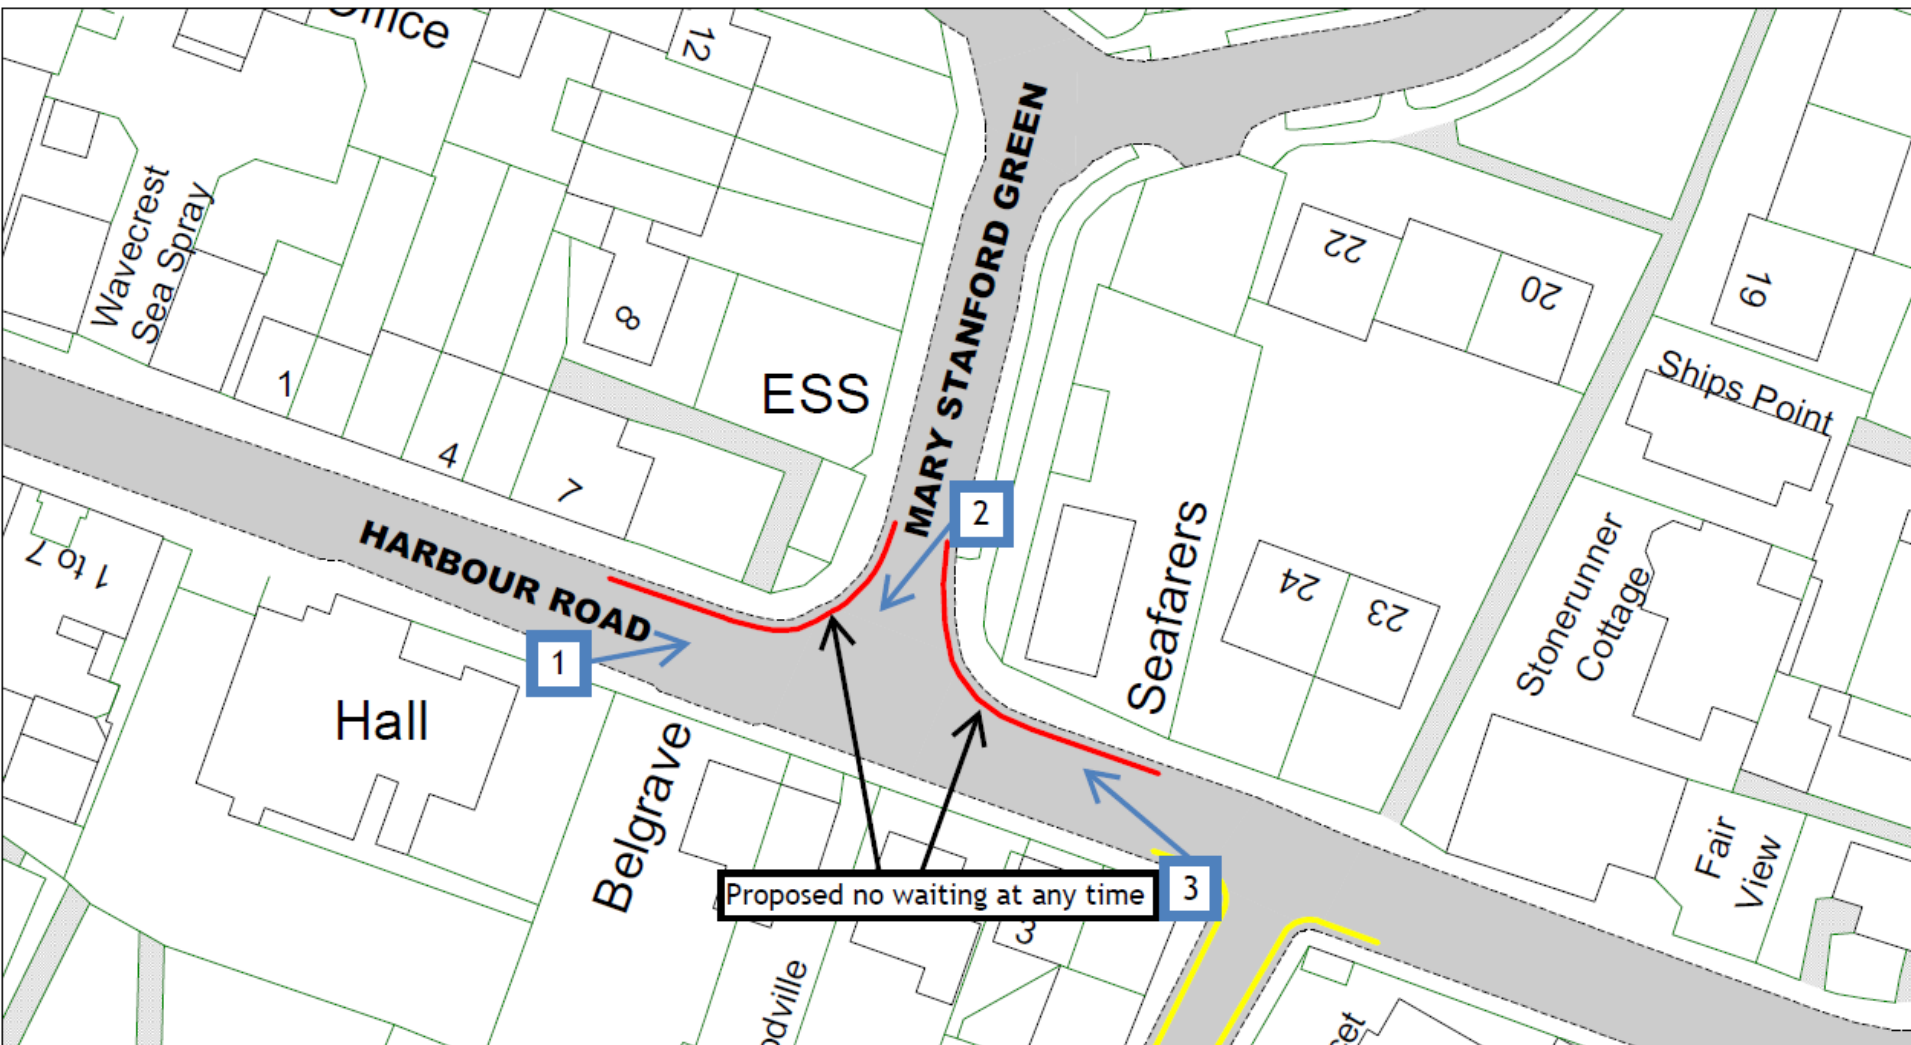 Office
12
Wavecrest
Sea Spray
8
1
4
7
ESS
MARY STANFORD GREEN
22
20
19
Ships Point
HARBOUR ROAD
2
1
1 to 7
Hall
Belgrave
Seafarers
24
23
Stonerunner
Cottage
Fair
View
Proposed no waiting at any time
3
3